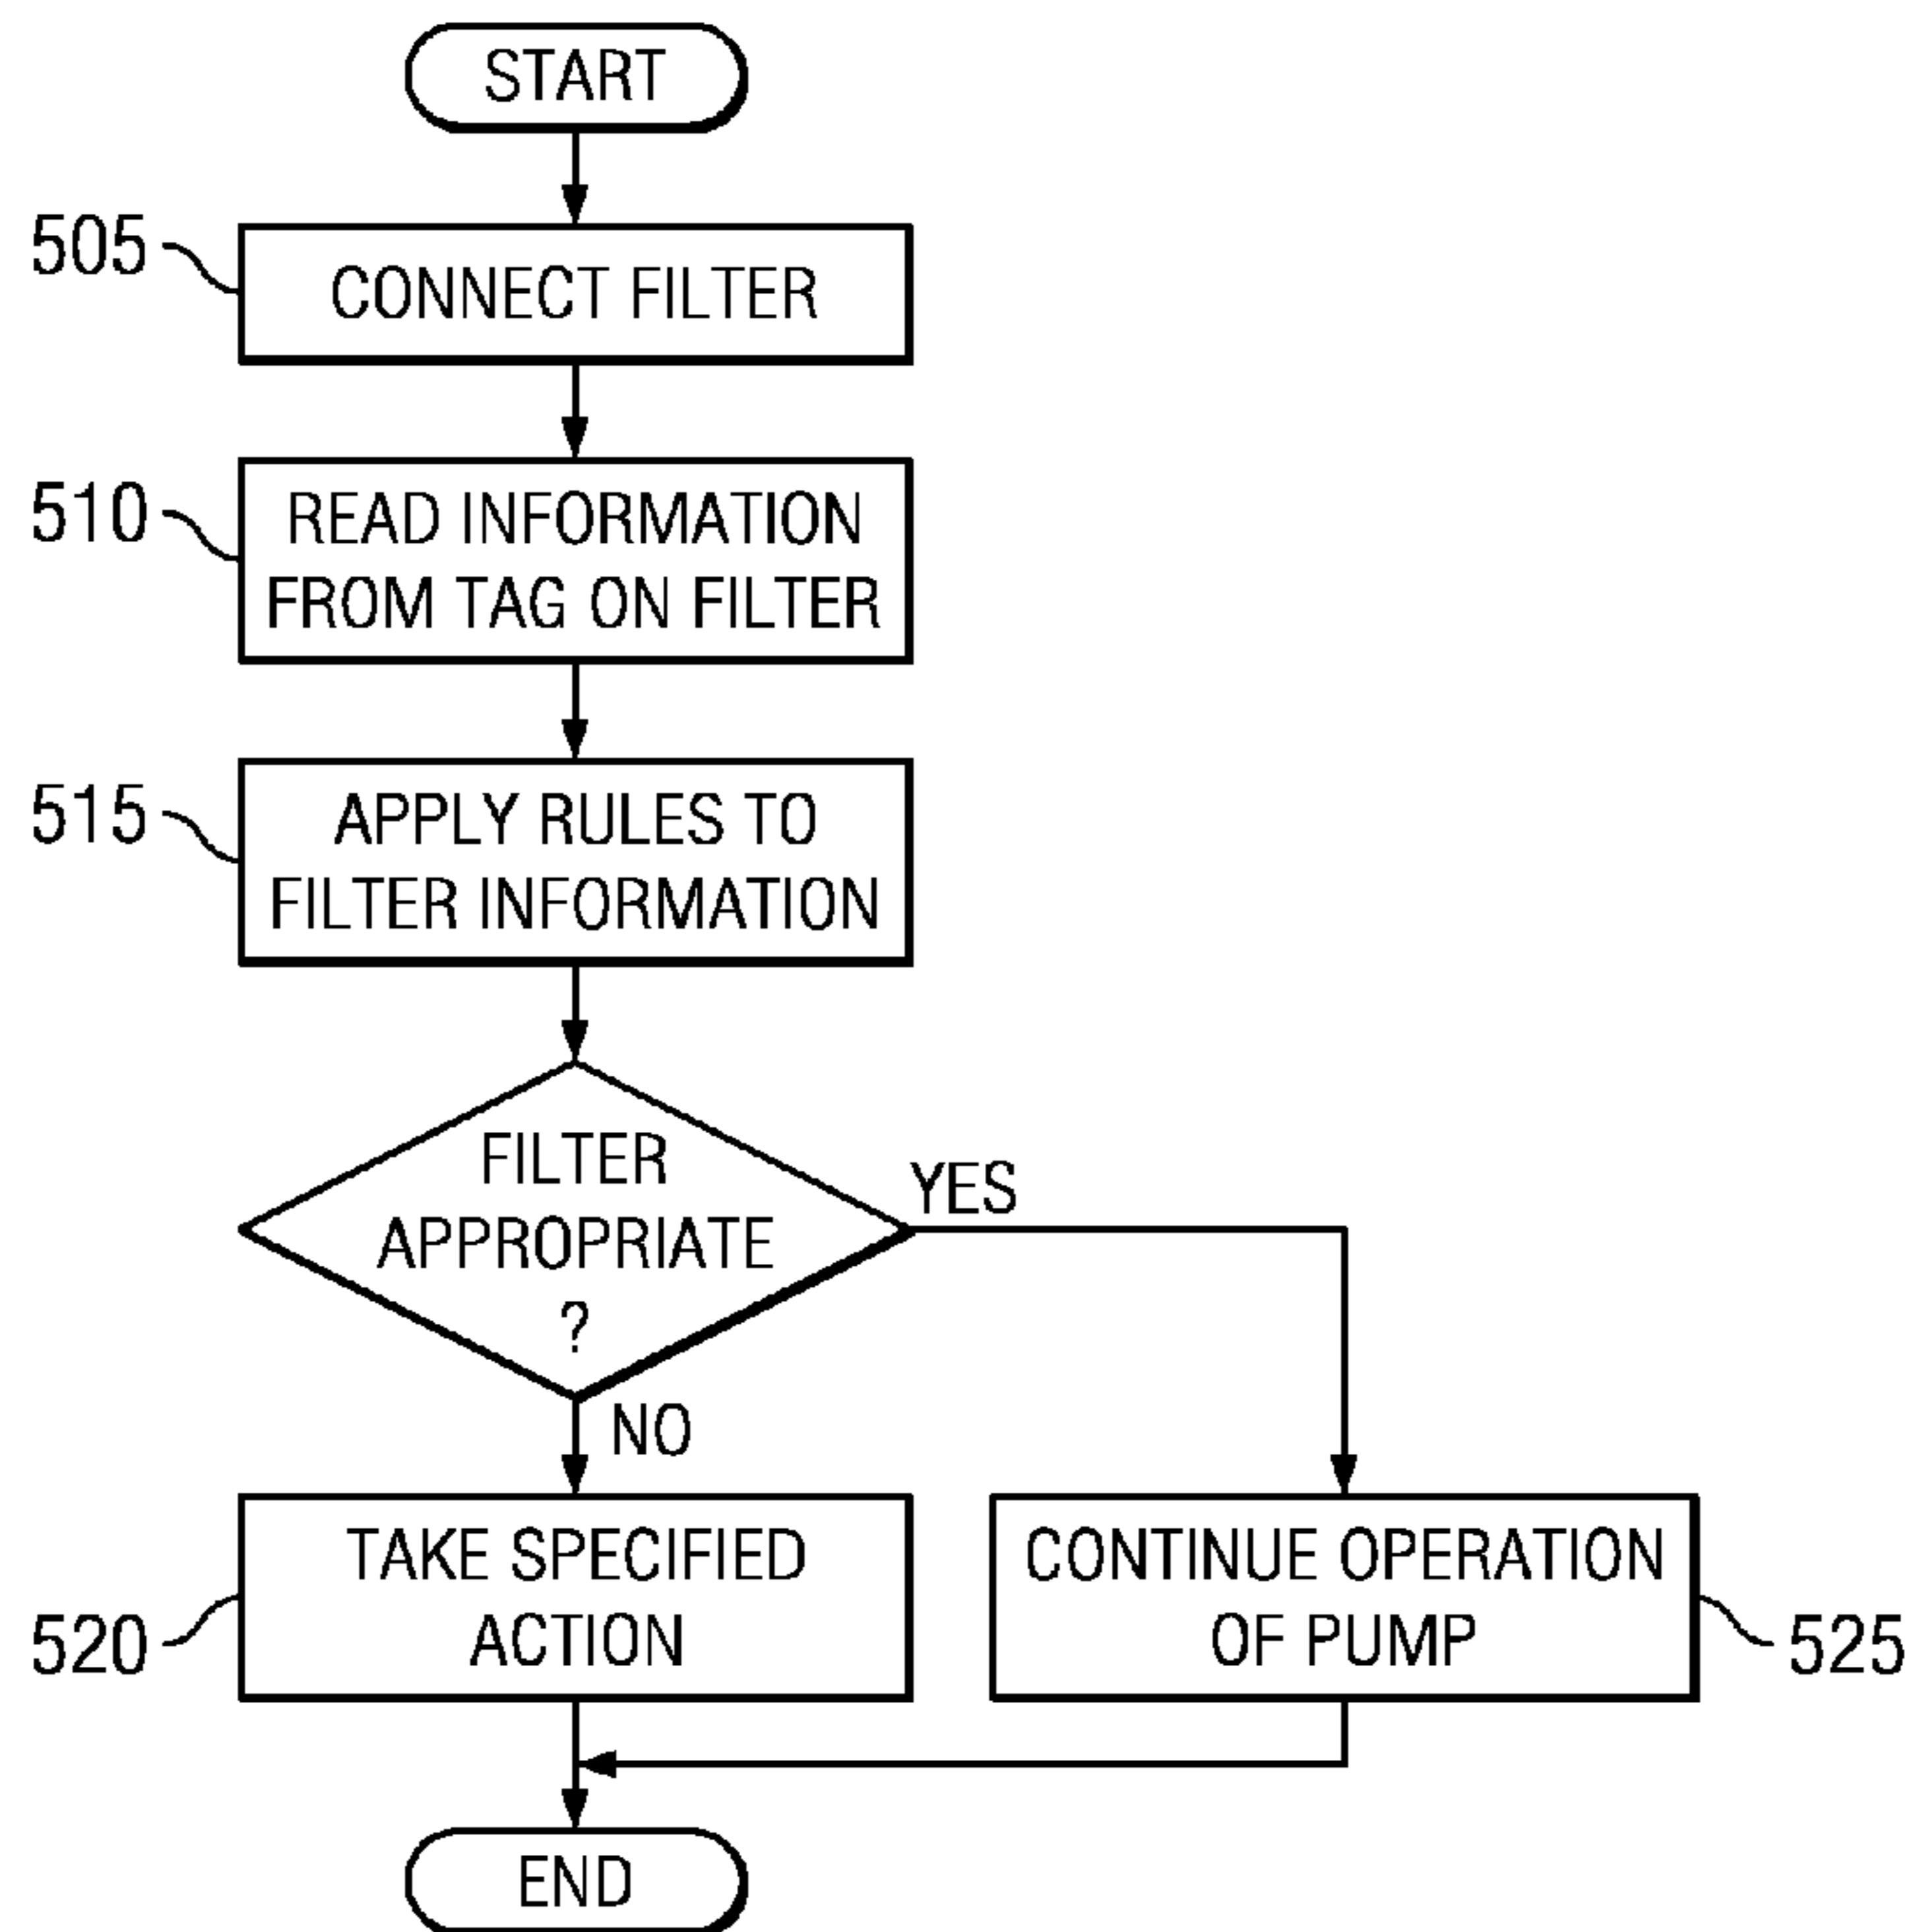 START
505
CONNECT FILTER
510
READ INFORMATION
FROM TAG ON FILTER
515
APPLY RULES TO
FILTER INFORMATION
FILTER
APPROPRIATE
?
YES
NO
520
TAKE SPECIFIED
ACTION
CONTINUE OPERATION
OF PUMP
525
END